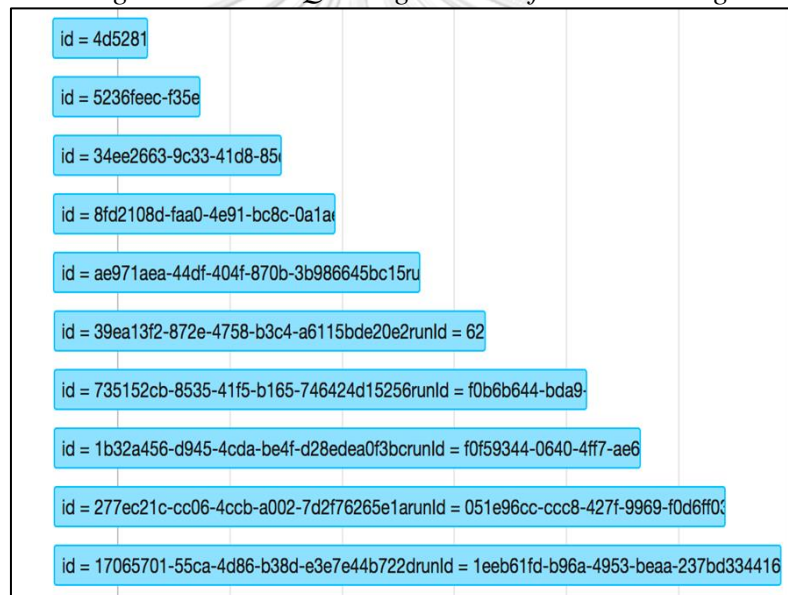 id = 4d5281
id = 5236feec-f35e
id = 34ee2663-9c33-41d8-85
id = 8fd2108d-faa0-4e91-bc8c-0a1a
id = ae971aea-44df-404f-870b-3b986645bc15ru
id = 39ea13f2-872e-4758-b3c4-a6115bde20e2runId = 62
id = 735152cb-8535-41f5-b165-746424d15256runId = f0b6b644-bda9-
id = 1b32a456-d945-4cda-be4f-d28edea0f3bcrunId = f0f59344-0640-4ff7-ae6
id = 277ec21c-cc06-4ccb-a002-7d2f76265e1arunId = 051e96cc-ccc8-427f-9969-f0d6ff03
id = 17065701-55ca-4d86-b38d-e3e7e44b722drunId = 1eeb61fd-b96a-4953-beaa-237bd334416